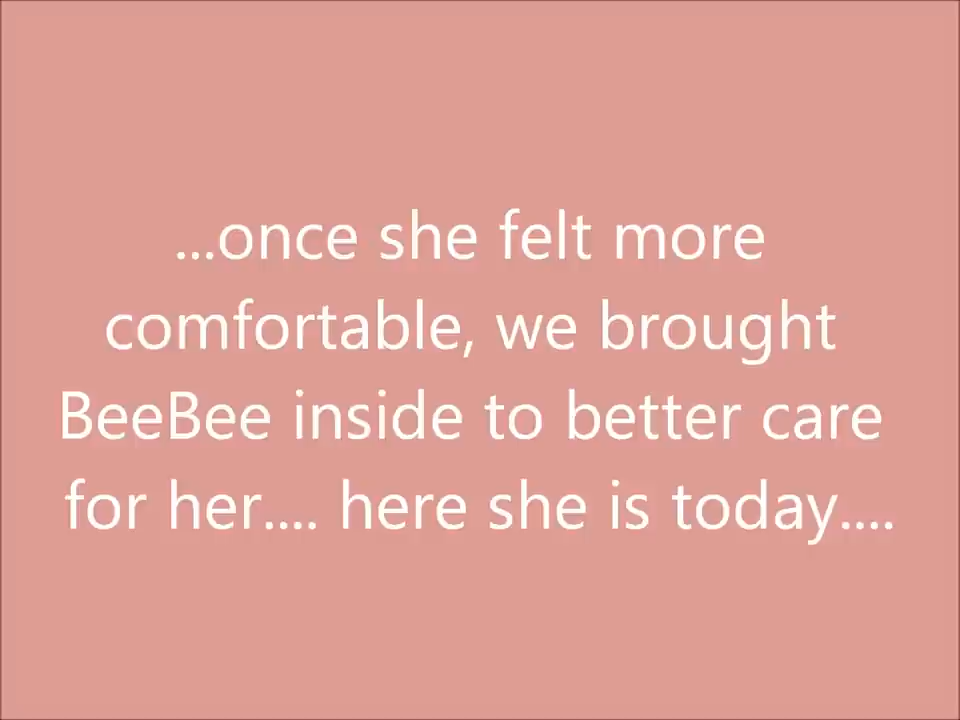 ...once she felt more
comfortable, we brought
BeeBee inside to better care
for her.... here she is today....